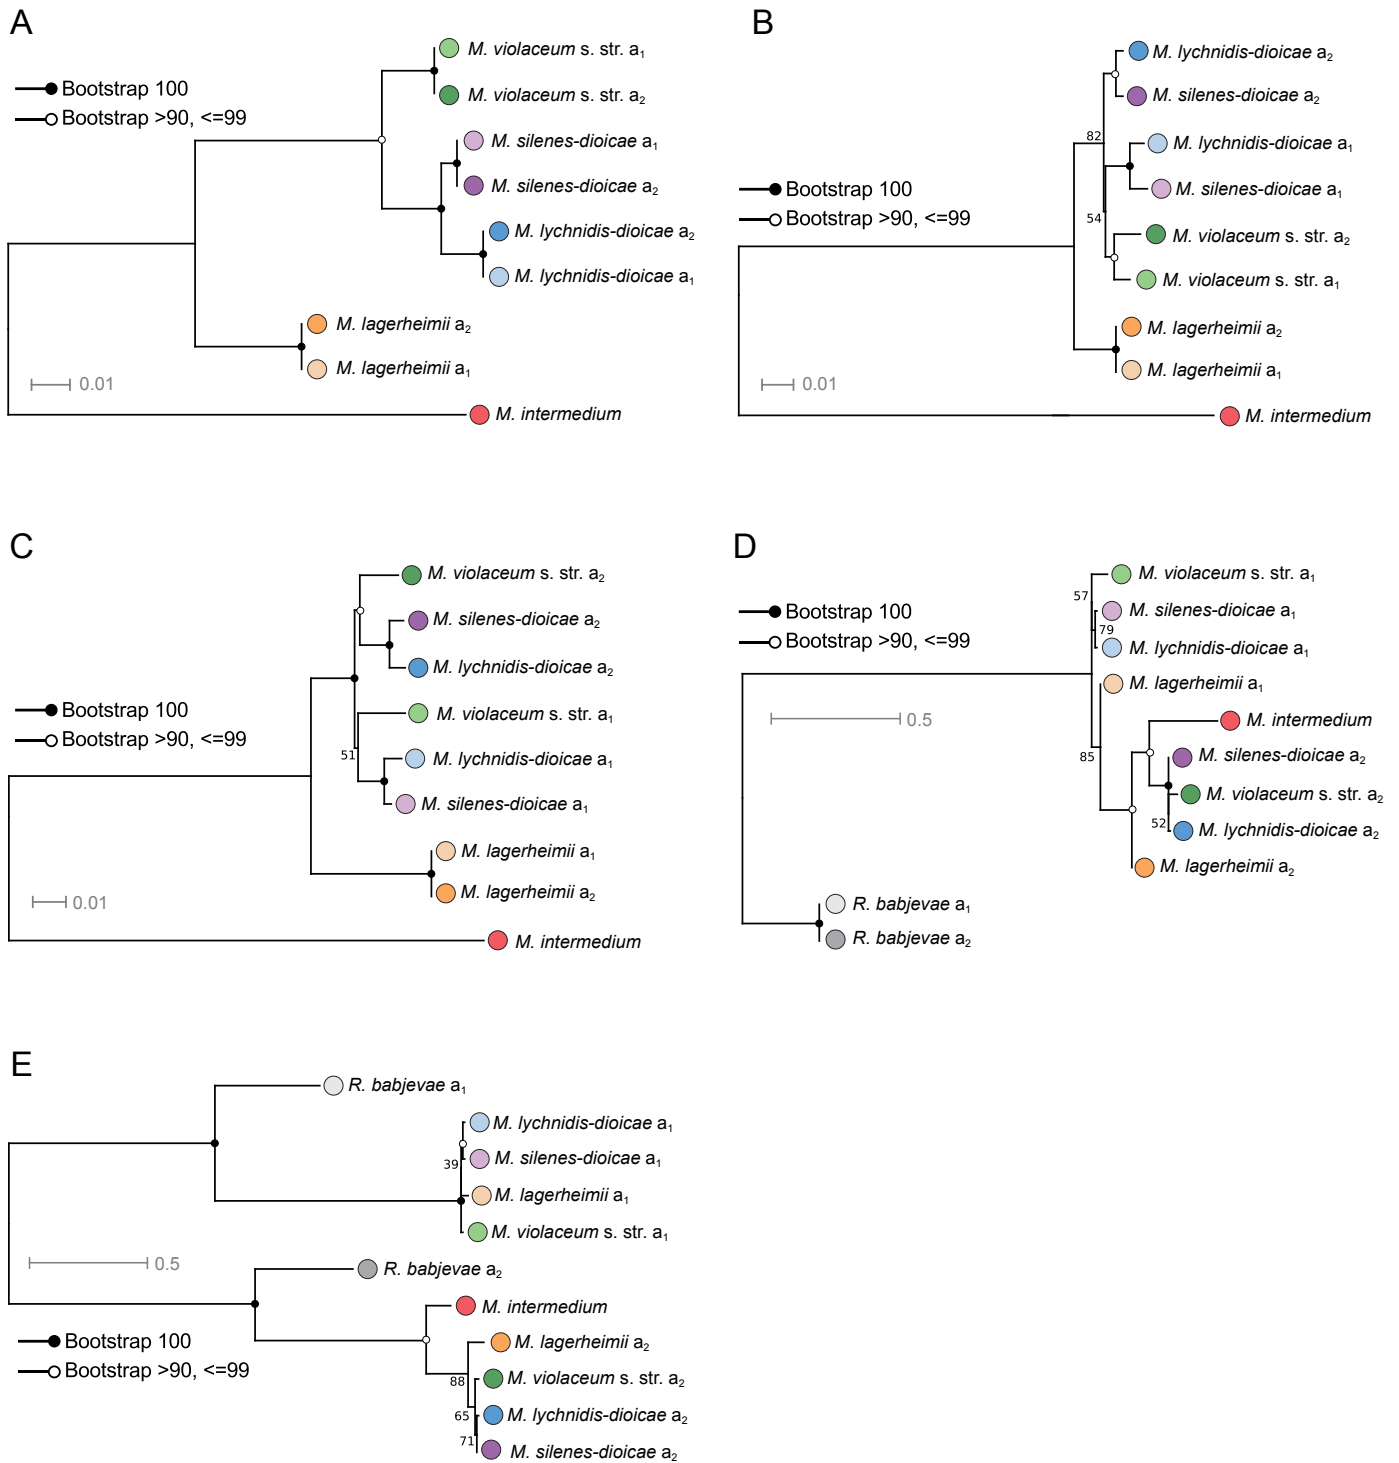 A
M. violaceum s. str. a1
Bootstrap 100
M. violaceum s. str. a2
Bootstrap >90, <=99
M. silenes-dioicae a1
M. silenes-dioicae a2
M. lychnidis-dioicae a2
M. lychnidis-dioicae a1
M. lagerheimii a2
M. lagerheimii a1
0.01
M. intermedium
B
M. lychnidis-dioicae a2
M. silenes-dioicae a2
82
M. lychnidis-dioicae a1
Bootstrap 100
M. silenes-dioicae a1
Bootstrap >90, <=99
54
M. violaceum s. str. a2
M. violaceum s. str. a1
M. lagerheimii a2
M. lagerheimii a1
0.01
M. intermedium
C
M. violaceum s. str. a2
M. silenes-dioicae a2
M. lychnidis-dioicae a2
Bootstrap 100
M. violaceum s. str. a1
Bootstrap >90, <=99
51
M. lychnidis-dioicae a1
M. silenes-dioicae a1
M. lagerheimii a1
M. lagerheimii a2
0.01
M. intermedium
D
M. violaceum s. str. a1
57
Bootstrap 100
M. silenes-dioicae a1
79
Bootstrap >90, <=99
M. lychnidis-dioicae a1
M. lagerheimii a1
0.5
M. intermedium
85
M. silenes-dioicae a2
M. violaceum s. str. a2
52
M. lychnidis-dioicae a2
M. lagerheimii a2
R. babjevae a1
R. babjevae a2
E
R. babjevae a1
M. lychnidis-dioicae a1
39
M. silenes-dioicae a1
M. lagerheimii a1
M. violaceum s. str. a1
0.5
R. babjevae a2
M. intermedium
Bootstrap 100
M. lagerheimii a2
Bootstrap >90, <=99
88
M. violaceum s. str. a2
65
M. lychnidis-dioicae a2
71
M. silenes-dioicae a2